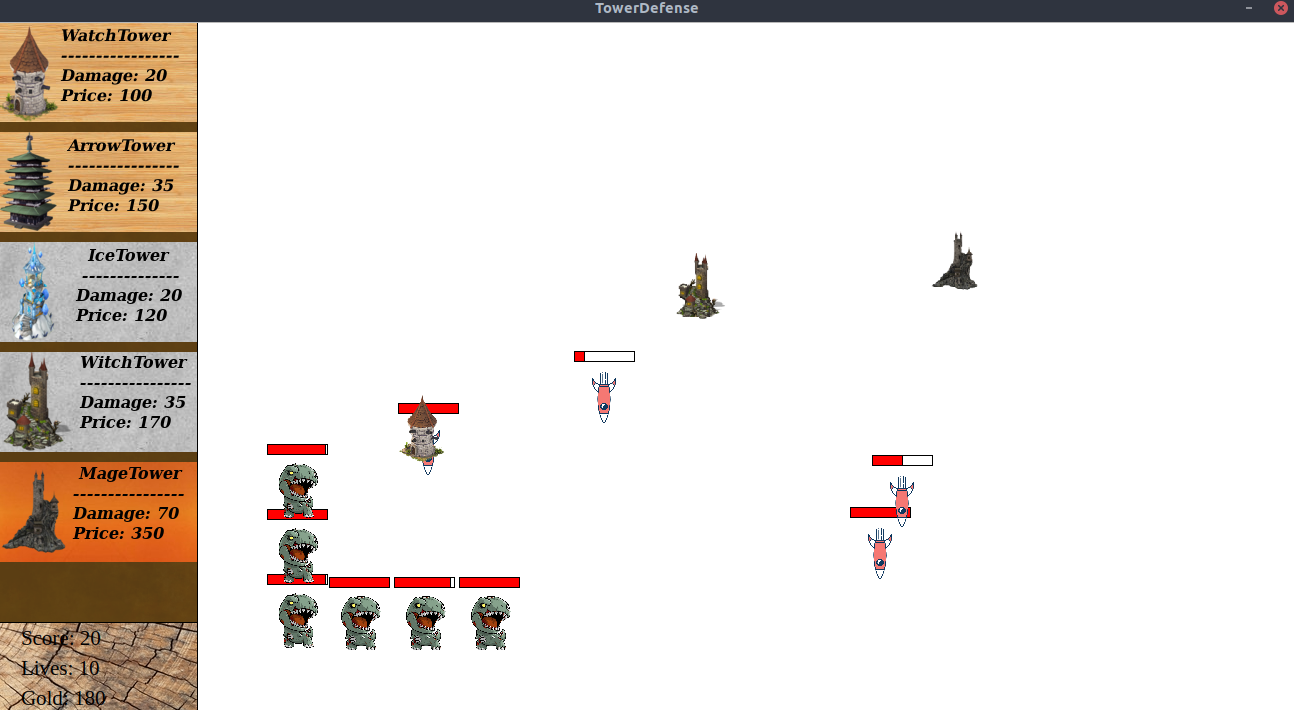 TowerDefense
WatchTower
-----------------
Damage: 20
Price: 100
ArrowTower
----------------
Damage: 35
Price: 150
IceTower
--------------
Damage: 20
Price: 120
WitchTower
----------------
Damage: 35
Price: 170
MageTower
----------------
Damage: 70
Price: 350
Score: 20
Lives: 10
Gold: 180